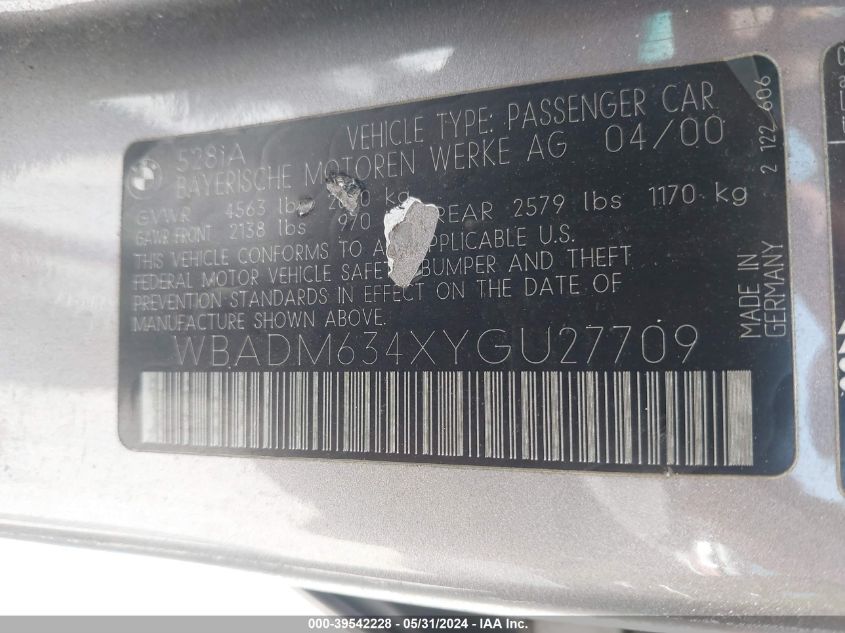 528iA VEHICLE TYPE: PASSENGER CAR
BAYERISCHE MOTOREN WERKE AG 04/00
GVWR 4563 lbs kg
GAWR FRONT 2138 lbs 970 REAR 2579 lbs 1170 kg
THIS VEHICLE CONFORMS TO APPLICABLE U.S.
FEDERAL MOTOR VEHICLE SAFETY BUMPER AND THEFT
PREVENTION STANDARDS IN EFFECT ON THE DATE OF
MANUFACTURE SHOWN ABOVE.
WBADM634XYGU27709
2 122 606
MADE IN
GERMANY
000-39542228 - 05/31/2024 - IAA Inc.